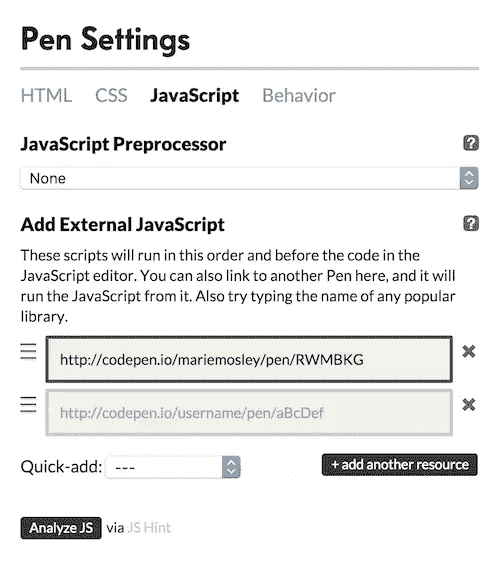 Pen Settings
HTML CSS JavaScript Behavior
JavaScript Preprocessor ?
None
Add External JavaScript ?
These scripts will run in this order and before the code in the
JavaScript editor. You can also link to another Pen here, and it will
run the JavaScript from it. Also try typing the name of any popular
library.
http://codepen.io/mariemosley/pen/RWMBKG
http://codepen.io/username/pen/aBcDef
Quick-add: --- + add another resource
Analyze JS via JS Hint